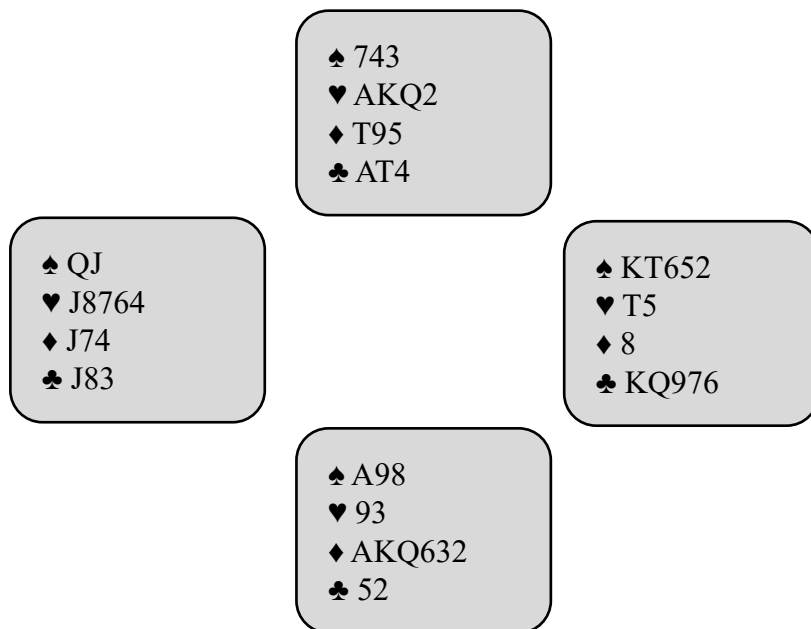 ♠ 743
♥ AKQ2
♦ T95
♣ AT4
♠ QJ
♥ J8764
♦ J74
♣ J83
♠ KT652
♥ T5
♦ 8
♣ KQ976
♠ A98
♥ 93
♦ AKQ632
♣ 52